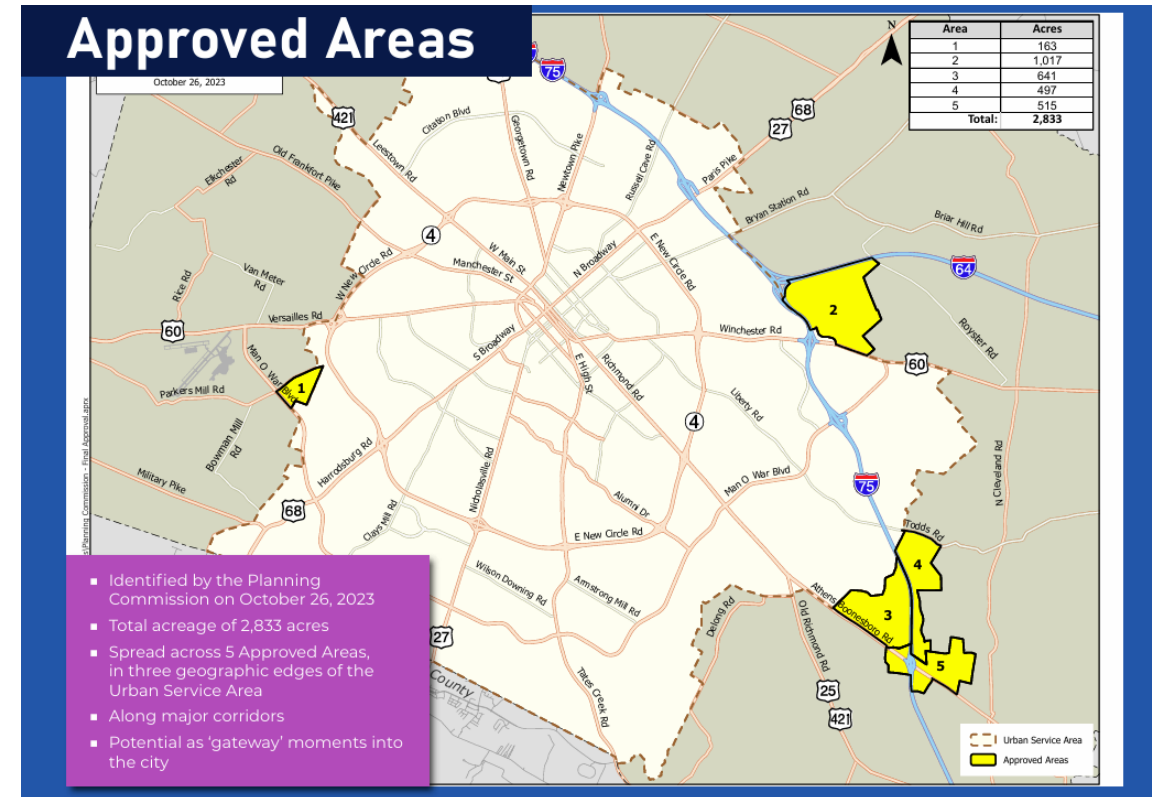 Approved Areas
October 26, 2023
N
Area Acres
1 163
2 1,017
3 641
4 497
5 515
Total: 2,833
75
421
Citation Blvd
Georgetown Rd
Newtown Pike
Russell Cave Rd
Paris Pike
27
68
Leestown Rd
Old Frankfort Pike
Elkchester
Rd
Bryan Station Rd
Briar Hill Rd
4
W New Circle Rd
W Main St
Manchester St
N Broadway
E New Circle Rd
64
Van Meter
Rd
Rice Rd
60
Versailles Rd
S Broadway
Winchester Rd
2
Royster Rd
60
Man O War Blvd
1
Parkers Mill Rd
E High St
Richmond Rd
Liberty Rd
4
Bowman Mill
Rd
Military Pike
Harrodsburg Rd
Nicholasville Rd
Man O War Blvd
N Cleveland Rd
75
68
Clays Mill Rd
Alumni Dr
E New Circle Rd
Todds Rd
4
Wilson Downing Rd
Armstrong Mill Rd
Athens Boonesboro Rd
3
Delong Rd
Old Richmond Rd
5
27
County
Tates Creek Rd
25
421
s\Planning Commission - Final Approval.aprx
▪ Identified by the Planning
Commission on October 26, 2023
▪ Total acreage of 2,833 acres
▪ Spread across 5 Approved Areas,
in three geographic edges of the
Urban Service Area
▪ Along major corridors
▪ Potential as ‘gateway’ moments into
the city
Urban Service Area
Approved Areas